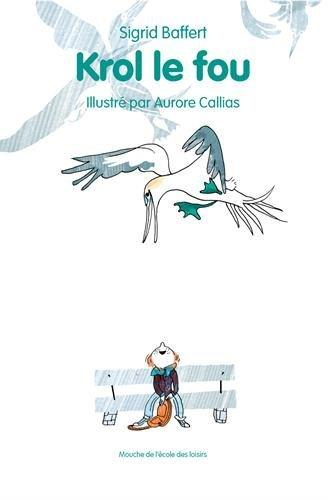 Sigrid Baffert
Krol le fou
Illustré par Aurore Callias
Mouche de l'école des loisirs